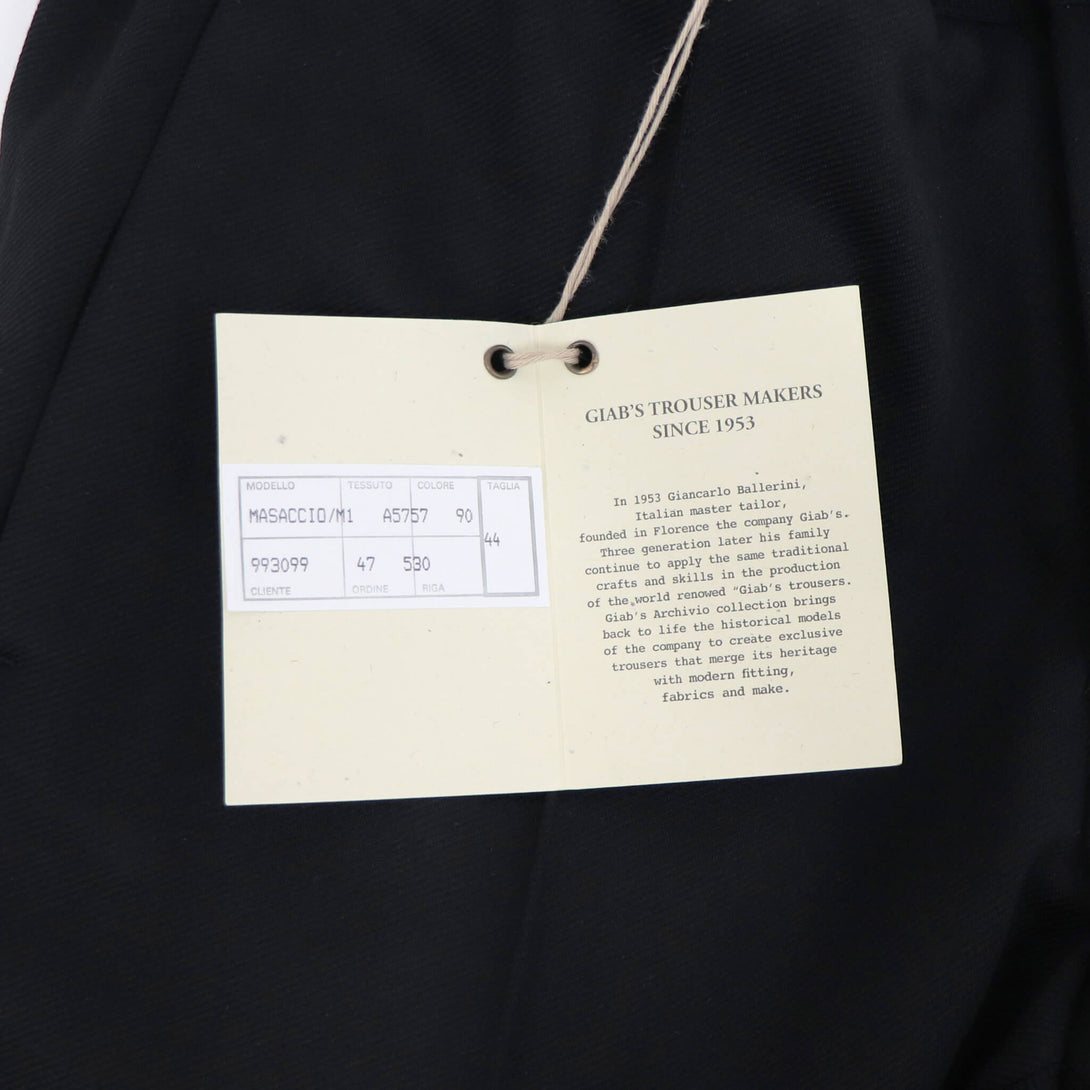 MODELLO TESSUTO COLORE TAGLIA
MASACCIO/M1 A5757 90
44
993099 47 530
CLIENTE ORDINE RIGA
GIAB'S TROUSER MAKERS
SINCE 1953
In 1953 Giancarlo Ballerini,
Italian master tailor,
founded in Florence the company Giab's.
Three generation later his family
continue to apply the same traditional
crafts and skills in the production
of the world renowed "Giab's trousers.
Giab's Archivio collection brings
back to life the historical models
of the company to create exclusive
trousers that merge its heritage
with modern fitting,
fabrics and make.